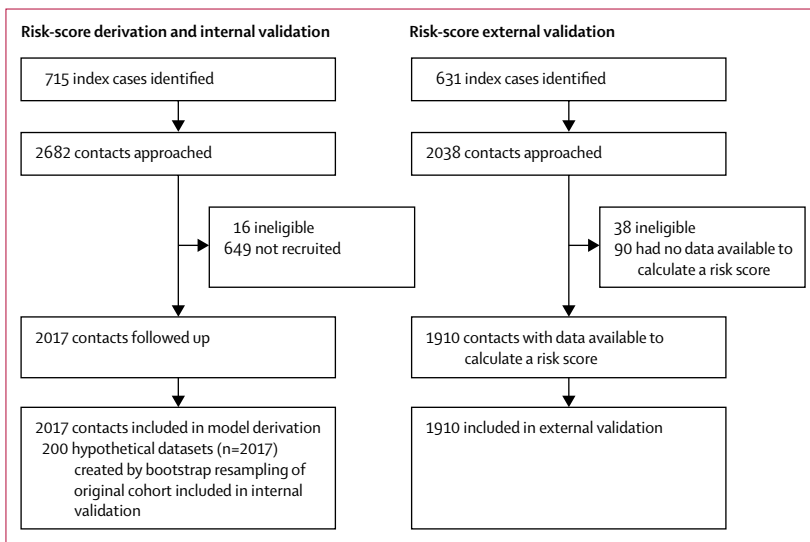 Risk-score derivation and internal validation
715 index cases identified
2682 contacts approached
16 ineligible
649 not recruited
2017 contacts followed up
2017 contacts included in model derivation
200 hypothetical datasets (n=2017)
created by bootstrap resampling of
original cohort included in internal
validation
Risk-score external validation
631 index cases identified
2038 contacts approached
38 ineligible
90 had no data available to
calculate a risk score
1910 contacts with data available to
calculate a risk score
1910 included in external validation